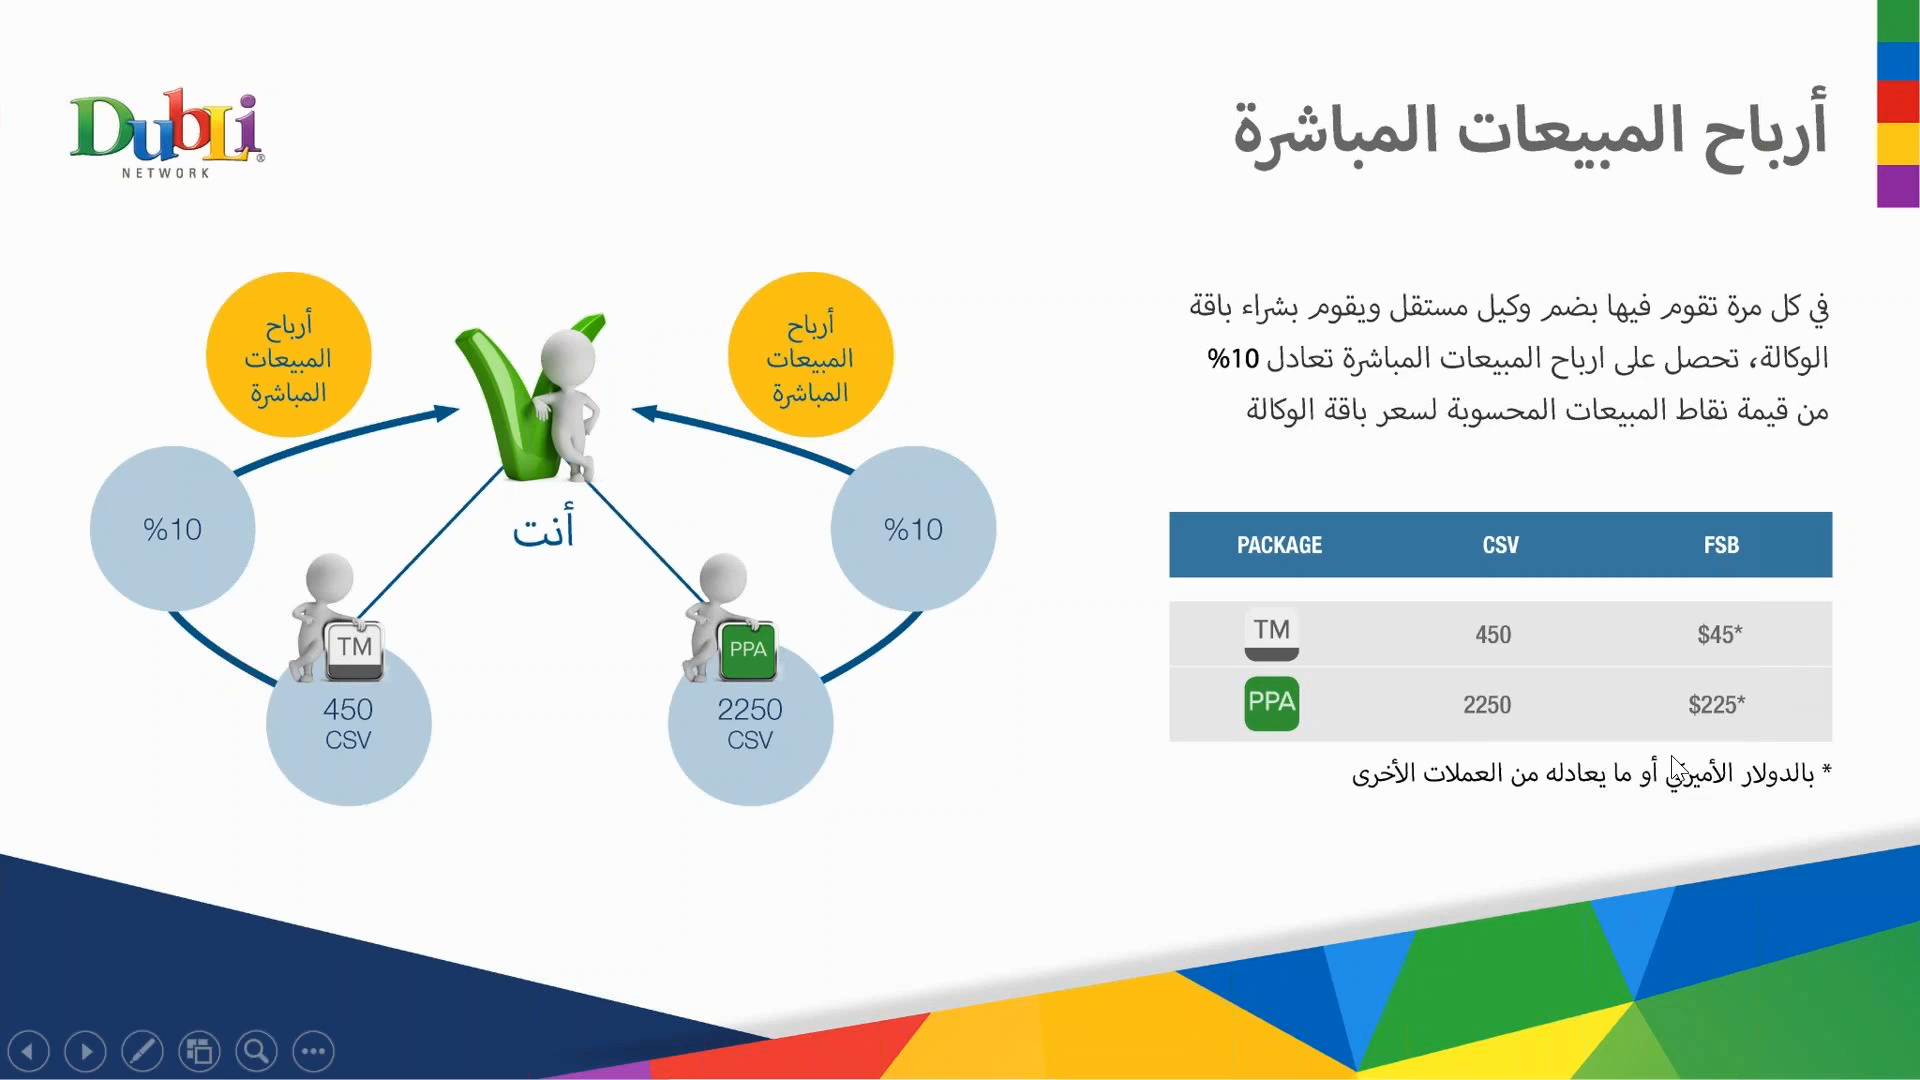 DubLi®
NETWORK
أرباح المبيعات المباشرة
في كل مرة تقوم فيها بضم وكيل مستقل ويقوم بشراء باقة
الوكالة، تحصل على ارباح المبيعات المباشرة تعادل 10%
من قيمة نقاط المبيعات المحسوبة لسعر باقة الوكالة
PACKAGE CSV FSB
TM 450 $45*
PPA 2250 $225*
* بالدولار الأميركي أو ما يعادله من العملات الأخرى
أرباح
المبيعات
المباشرة
أرباح
المبيعات
المباشرة
%10
أنت
%10
TM
450
CSV
PPA
2250
CSV